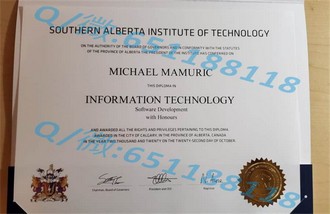 SOUTHERN ALBERTA INSTITUTE OF TECHNOLOGY
ON THE AUTHORITY OF THE BOARD OF GOVERNORS AND IN CONFORMITY WITH THE STATUTES
OF THE PROVINCE OF ALBERTA THE PRESIDENT OF THE INSTITUTE HAS CONFERRED ON
MICHAEL MAMURIC
THIS DIPLOMA IN
INFORMATION TECHNOLOGY
Software Development
with Honours
AND AWARDED ALL THE RIGHTS AND PRIVILEGES PERTAINING TO THIS DIPLOMA
AWARDED IN THE CITY OF CALGARY, IN THE PROVINCE OF ALBERTA, CANADA
IN THE YEAR TWO THOUSAND AND TWENTY ON THE TWENTY-SECOND DAY OF OCTOBER.
Q/微:651188118
Q/微:651188118